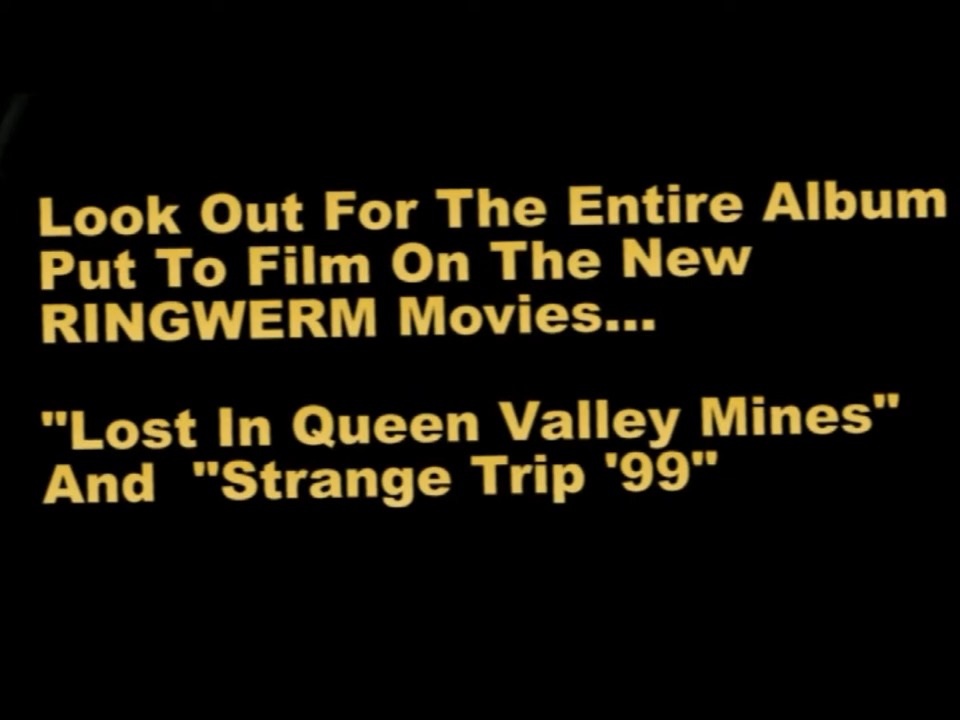 Look Out For The Entire Album
Put To Film On The New
RINGWERM Movies...
"Lost In Queen Valley Mines"
And "Strange Trip '99"